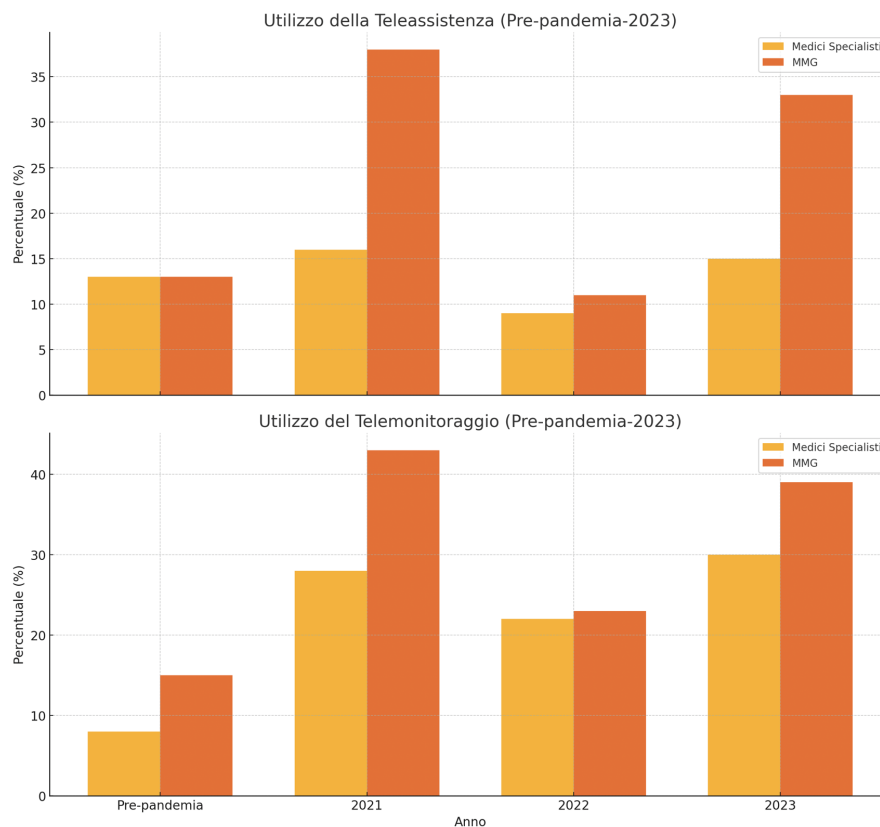 Utilizzo della Teleassistenza (Pre-pandemia-2023)
Medici Specialisti
MMG
Percentuale (%)
35
30
25
20
15
10
5
0
Utilizzo del Telemonitoraggio (Pre-pandemia-2023)
Medici Specialisti
MMG
Percentuale (%)
40
30
20
10
0
Pre-pandemia 2021 2022 2023
Anno